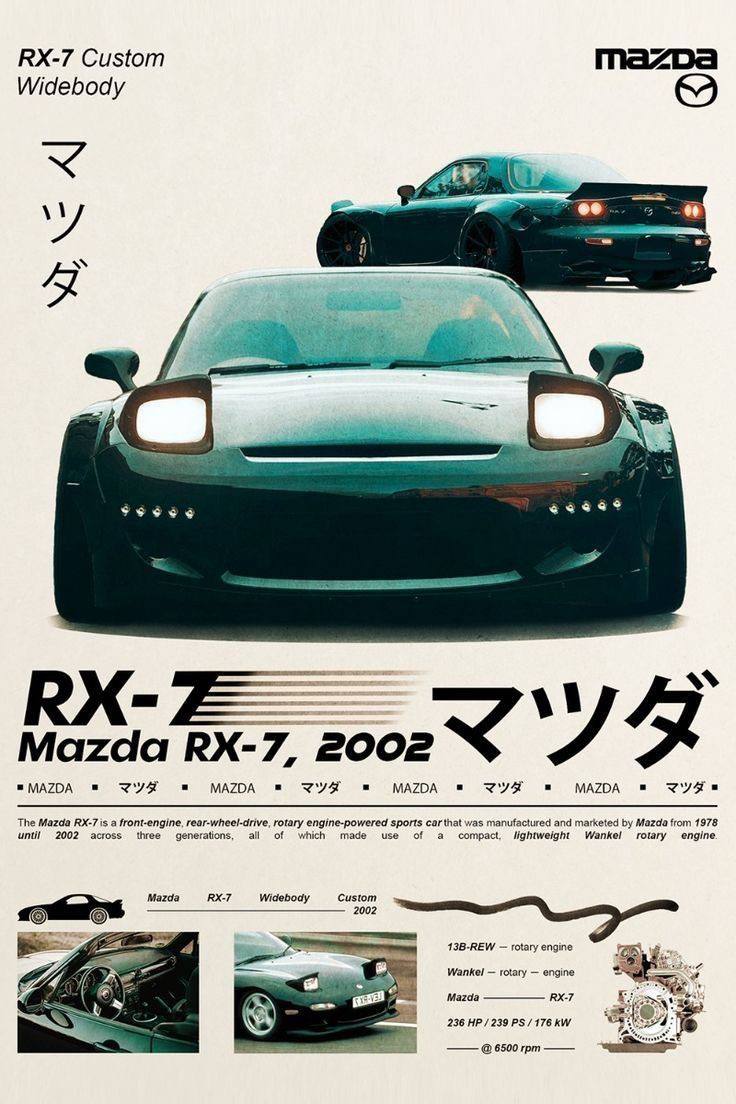 RX-7 Custom
Widebody
mazda
マツダ
RX-7
マツダ
Mazda RX-7, 2002
▪ MAZDA ▪ マツダ ▪ MAZDA ▪ マツダ ▪ MAZDA ▪ マツダ ▪ MAZDA ▪ マツダ ▪
The Mazda RX-7 is a front-engine, rear-wheel-drive, rotary engine-powered sports car that was manufactured and marketed by Mazda from 1978
until 2002 across three generations, all of which made use of a compact, lightweight Wankel rotary engine.
Mazda RX-7 Widebody Custom
2002
13B-REW — rotary engine
Wankel — rotary — engine
Mazda — RX-7
236 HP / 239 PS / 176 kW
— @ 6500 rpm —